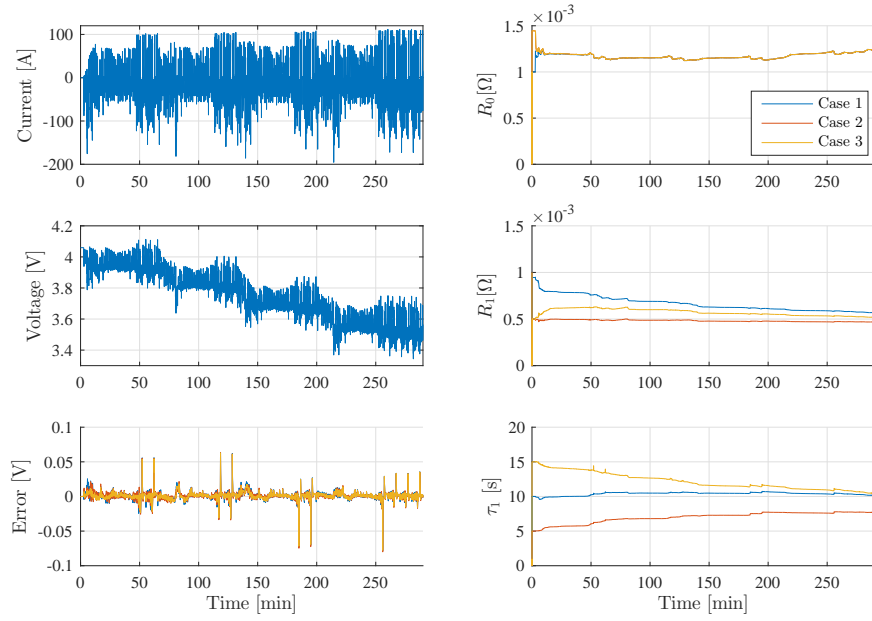 100
0
-100
-200
Current [A]
0 50 100 150 200 250
1.5
×10⁻³
1
0.5
0
R₀[Ω]
Case 1
Case 2
Case 3
0 50 100 150 200 250
4.2
4
3.8
3.6
3.4
Voltage [V]
0 50 100 150 200 250
1.5
×10⁻³
1
0.5
0
R₁[Ω]
0 50 100 150 200 250
0.1
0.05
0
-0.05
-0.1
Error [V]
0 50 100 150 200 250
Time [min]
20
15
10
5
0
τ₁ [s]
0 50 100 150 200 250
Time [min]